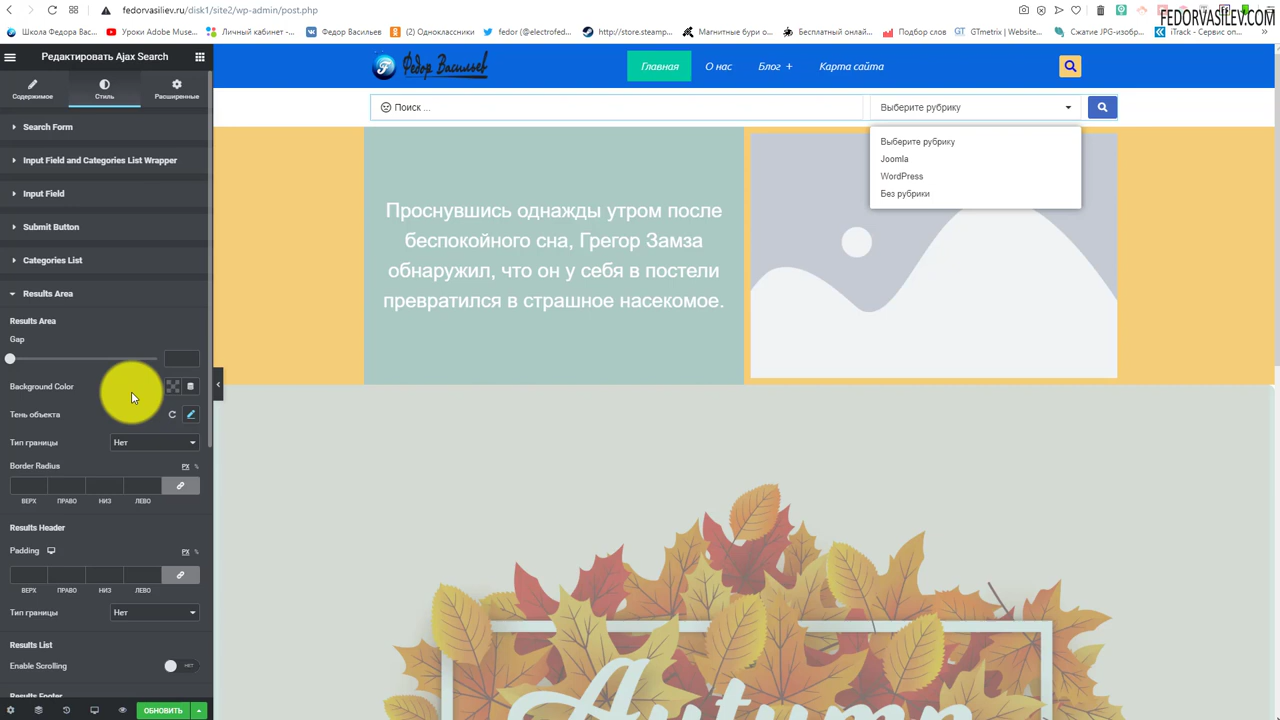 fedorvasiliev.ru/disk1/site2/wp-admin/post.php
FEDORVASILEV.COM
Школа Федора Ва...
Уроки Adobe Muse...
Личный кабинет -...
Федор Васильев
(2) Одноклассники
fedor (@electrofed...
http://store.steamp...
Магнитные бури о...
Бесплатный онлай...
Подбор слов
GTmetrix | Website...
Сжатие JPG-изобр...
iTrack - Сервис оп...
Редактировать Ajax Search
Содержимое
Стиль
Расширенные
Search Form
Input Field and Categories List Wrapper
Input Field
Submit Button
Categories List
Results Area
Results Area
Gap
Background Color
Тень объекта
Тип границы
Нет
Border Radius
PX %
ВЕРХ ПРАВО НИЗ ЛЕВО
Results Header
Padding
PX %
ВЕРХ ПРАВО НИЗ ЛЕВО
Тип границы
Нет
Results List
Enable Scrolling
НЕТ
Results Footer
ОБНОВИТЬ
Федор Васильев
Главная
О нас
Блог +
Карта сайта
Поиск ...
Выберите рубрику
Выберите рубрику
Joomla
WordPress
Без рубрики
Проснувшись однажды утром после
беспокойного сна, Грегор Замза
обнаружил, что он у себя в постели
превратился в страшное насекомое.
Autumn